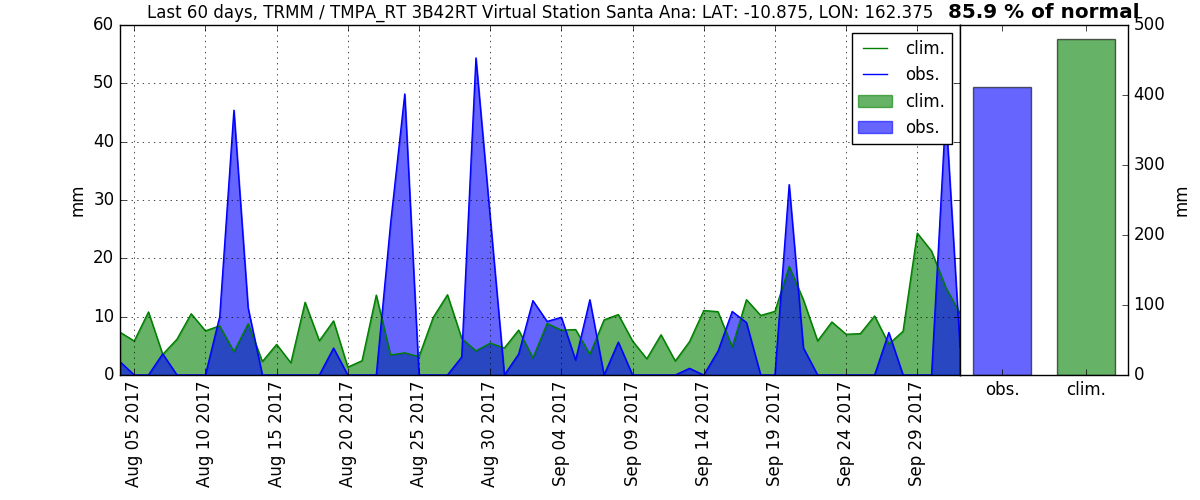 Last 60 days, TRMM / TMPA_RT 3B42RT Virtual Station Santa Ana: LAT: -10.875, LON: 162.375
85.9 % of normal
60
50
40
30
20
10
0
mm
clim.
obs.
clim.
obs.
500
400
300
200
100
0
mm
obs.
clim.
Aug 05 2017
Aug 10 2017
Aug 15 2017
Aug 20 2017
Aug 25 2017
Aug 30 2017
Sep 04 2017
Sep 09 2017
Sep 14 2017
Sep 19 2017
Sep 24 2017
Sep 29 2017